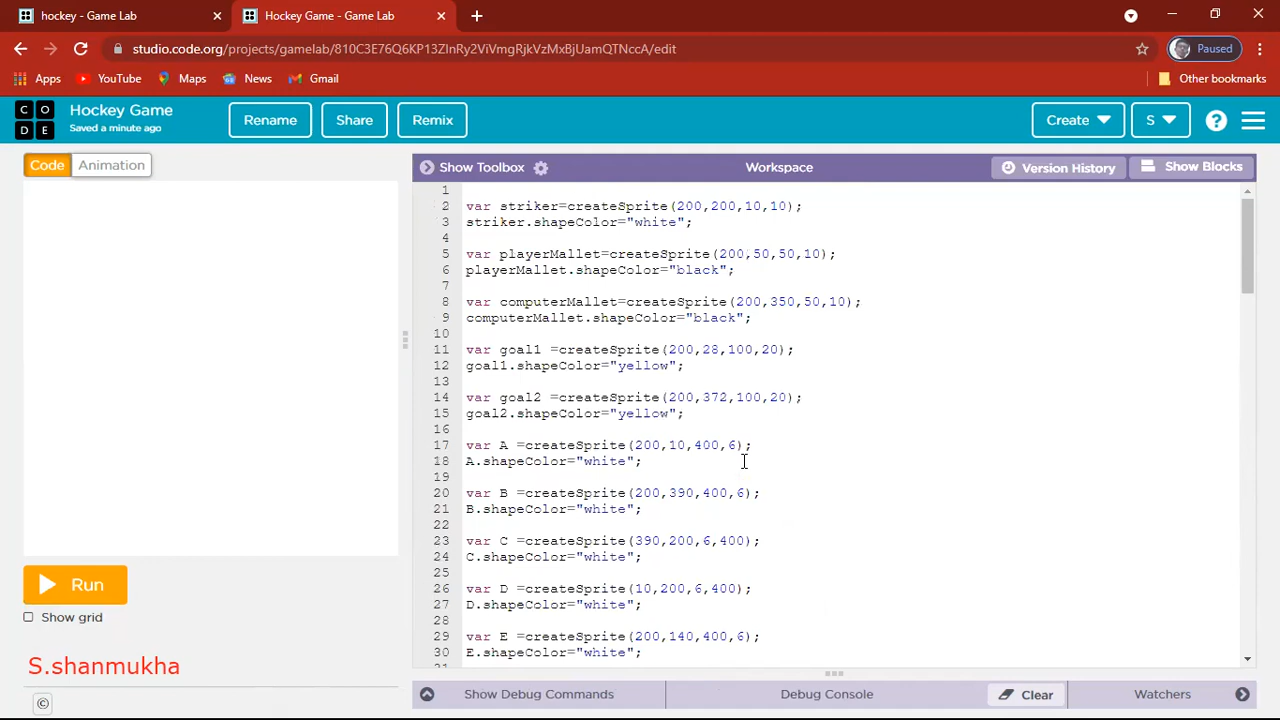 hockey - Game Lab
Hockey Game - Game Lab
studio.code.org/projects/gamelab/810C3E76Q6KP13ZInRy2ViVmgRjkVzMxBjUamQTNccA/edit
Paused
Apps YouTube Maps News Gmail Other bookmarks
C O D E
Hockey Game
Saved a minute ago
Rename Share Remix Create S ?
Code Animation
Show Toolbox Workspace Version History Show Blocks
1
2 var striker=createSprite(200,200,10,10);
3 striker.shapeColor="white";
4
5 var playerMallet=createSprite(200,50,50,10);
6 playerMallet.shapeColor="black";
7
8 var computerMallet=createSprite(200,350,50,10);
9 computerMallet.shapeColor="black";
10
11 var goal1 =createSprite(200,28,100,20);
12 goal1.shapeColor="yellow";
13
14 var goal2 =createSprite(200,372,100,20);
15 goal2.shapeColor="yellow";
16
17 var A =createSprite(200,10,400,6);
18 A.shapeColor="white";
19
20 var B =createSprite(200,390,400,6);
21 B.shapeColor="white";
22
23 var C =createSprite(390,200,6,400);
24 C.shapeColor="white";
25
26 var D =createSprite(10,200,6,400);
27 D.shapeColor="white";
28
29 var E =createSprite(200,140,400,6);
30 E.shapeColor="white";
Run
Show grid
S.shanmukha
©
Show Debug Commands Debug Console Clear Watchers